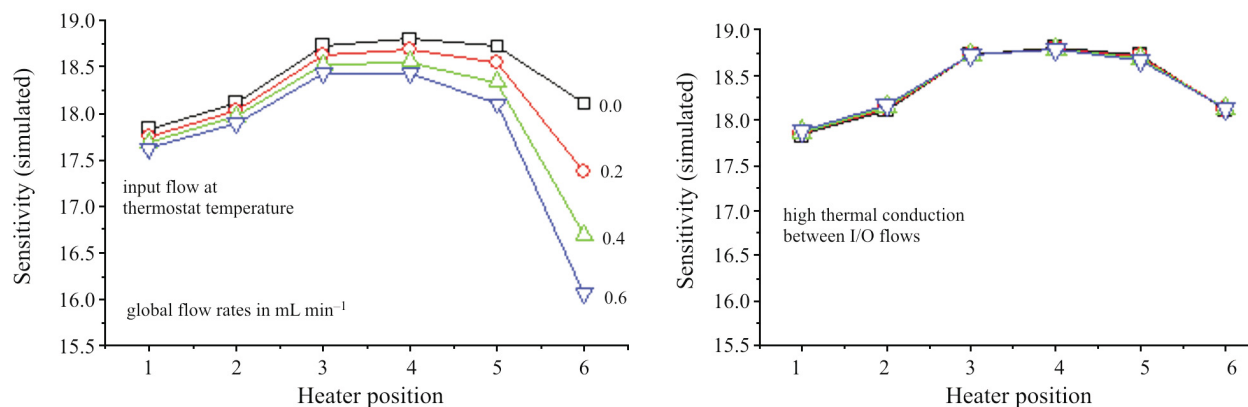 19.0
18.5
18.0
17.5
17.0
16.5
16.0
15.5
Sensitivity (simulated)
0.0
0.2
0.4
0.6
input flow at
thermostat temperature
global flow rates in mL min⁻¹
1 2 3 4 5 6
Heater position
19.0
18.5
18.0
17.5
17.0
16.5
16.0
15.5
Sensitivity (simulated)
high thermal conduction
between I/O flows
1 2 3 4 5 6
Heater position